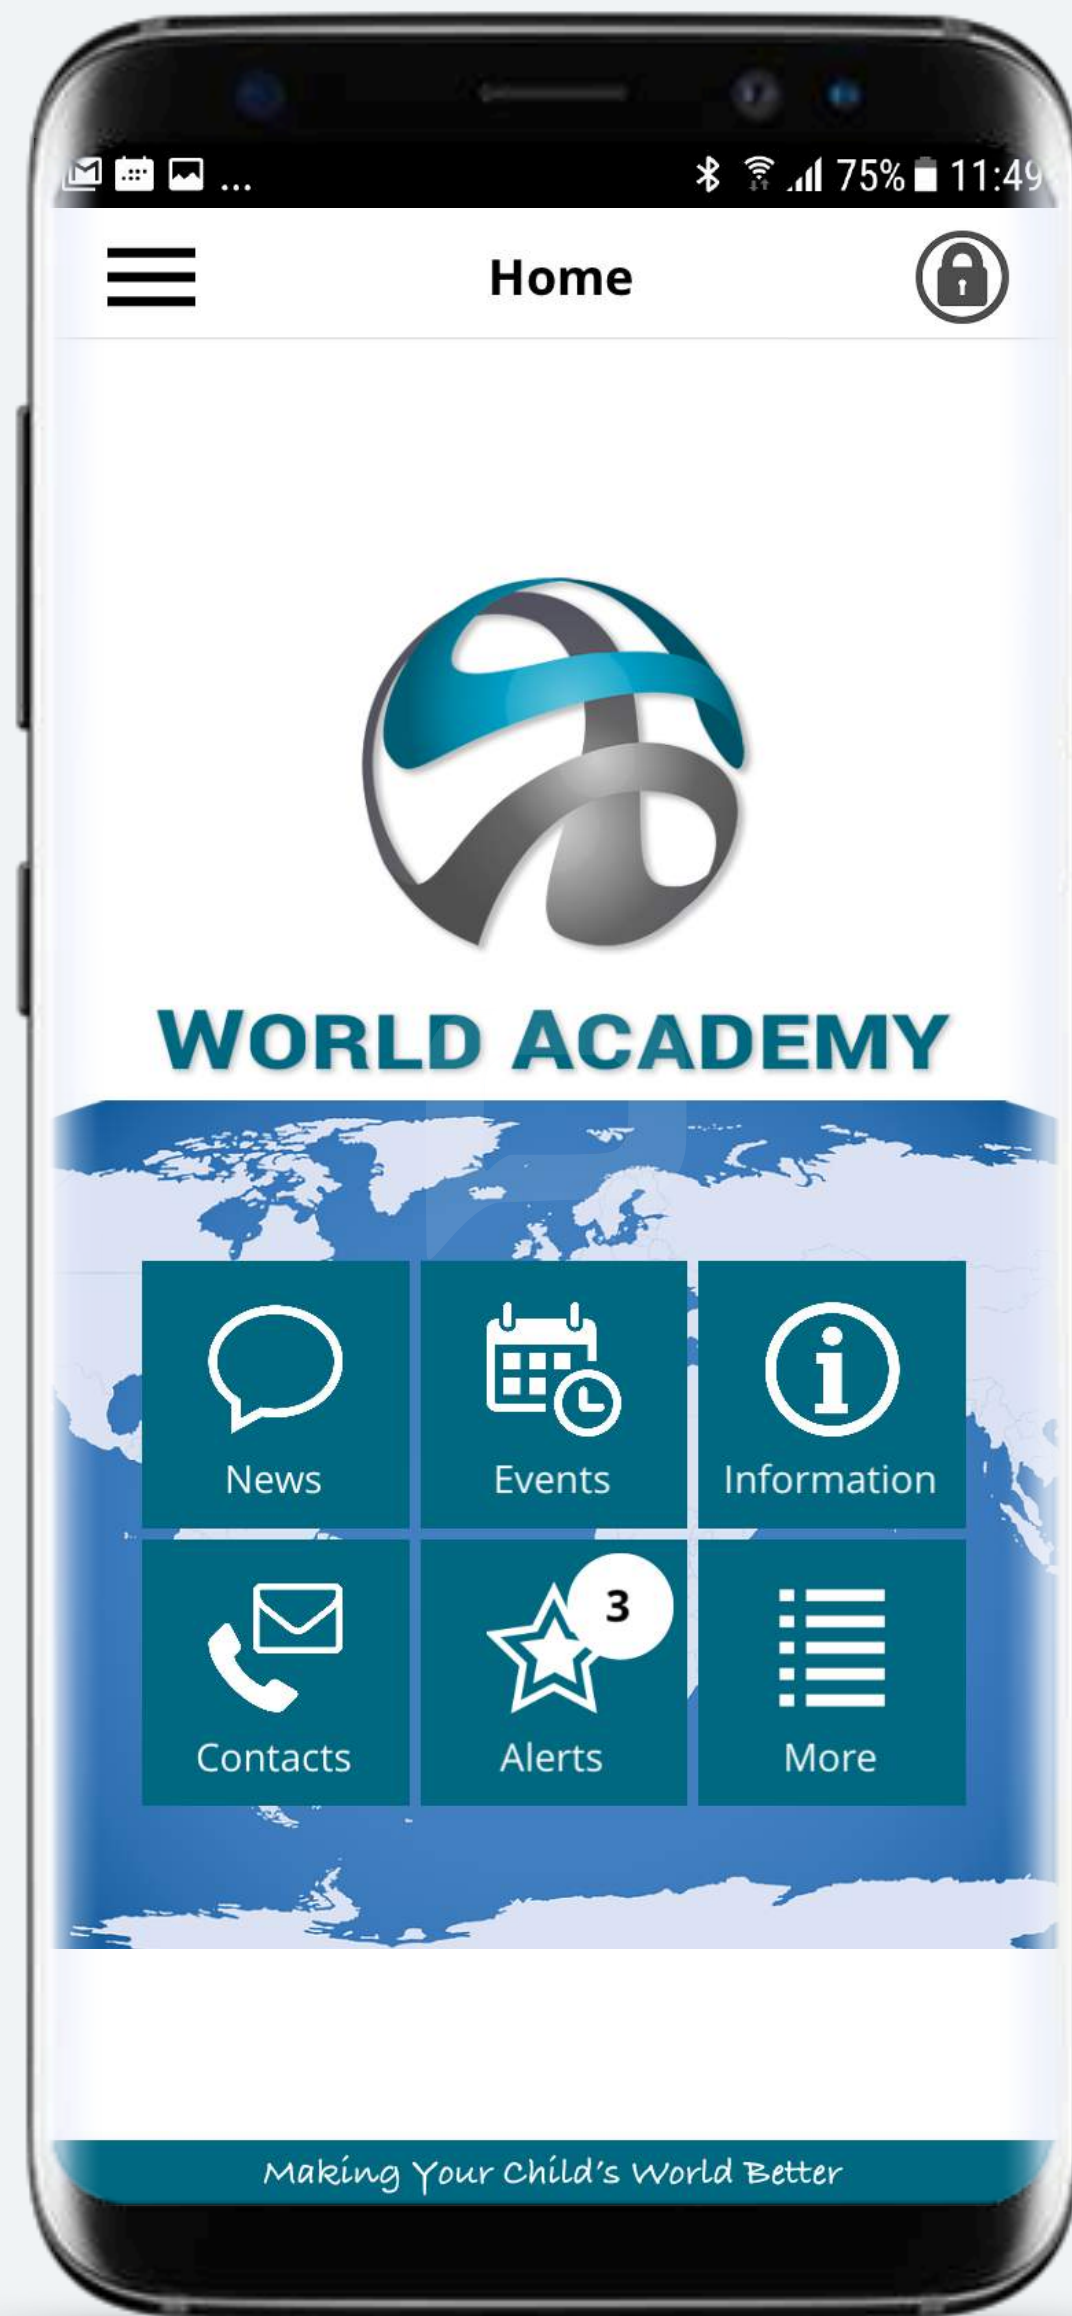 ... 75% 11:49
Home
WORLD ACADEMY
News Events Information
3
Contacts Alerts More
Making Your Child's World Better